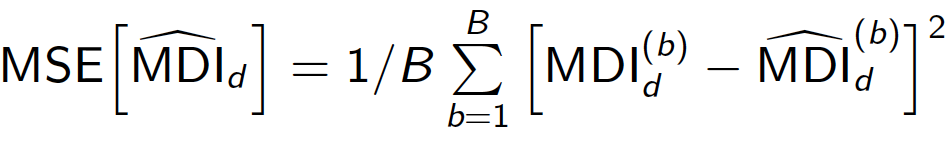 MSE[\widehat{MDI}_d] = 1/B \sum_{b=1}^{B} [MDI_d^{(b)} − \widehat{MDI}_d^{(b)}]^2